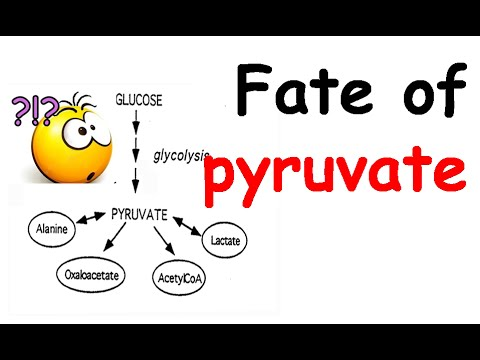 Fate of
pyruvate
?!?
GLUCOSE
glycolysis
PYRUVATE
Alanine
Lactate
Oxaloacetate
AcetylCoA